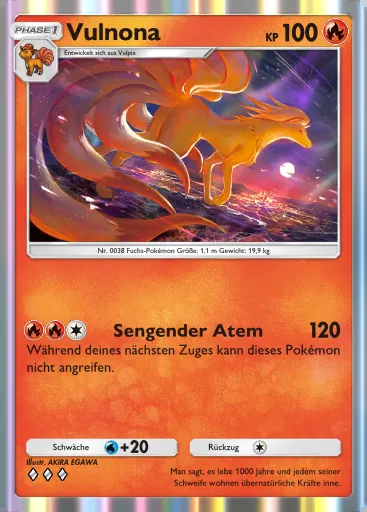 PHASE 1 Vulnona KP 100
Entwickelt sich aus Vulpix
Nr. 0038 Fuchs-Pokémon Größe: 1,1 m Gewicht: 19,9 kg
Sengender Atem 120
Während deines nächsten Zuges kann dieses Pokémon
nicht angreifen.
Schwäche +20 Rückzug
Illustr. AKIRA EGAWA
Man sagt, es lebe 1000 Jahre und jedem seiner
Schweife wohnen übernatürliche Kräfte inne.